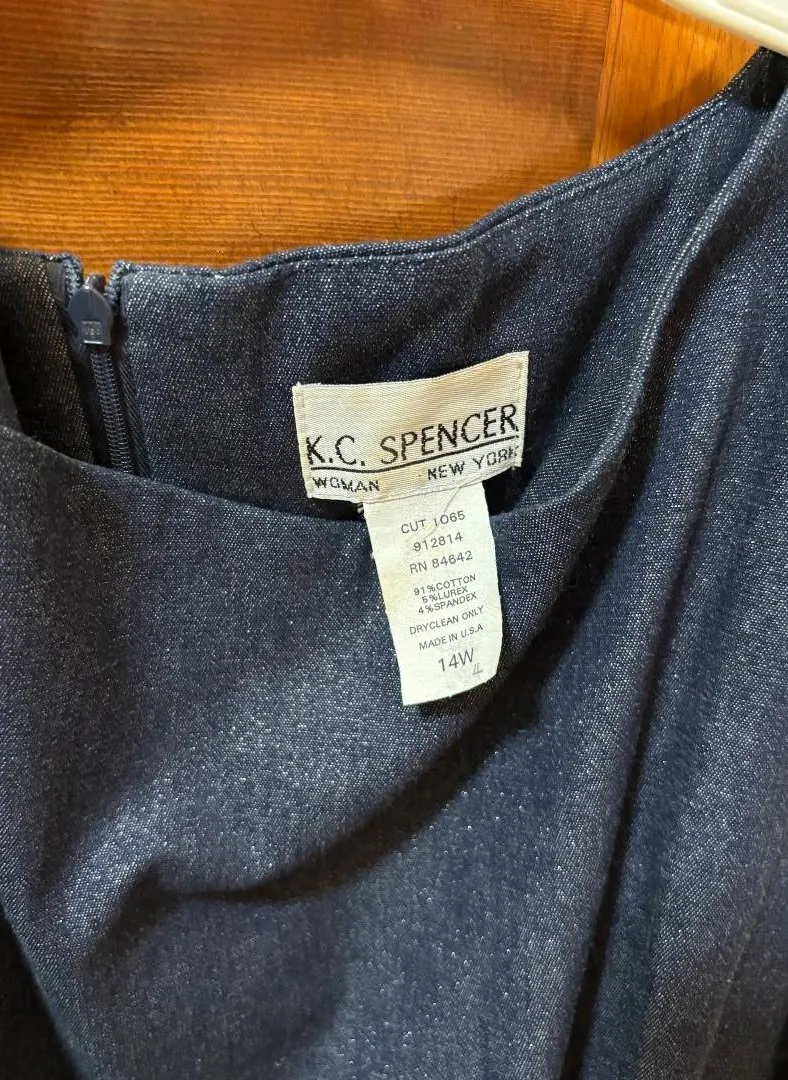 K.C. SPENCER
WOMAN NEW YORK
CUT 1065
912814
RN 84642
91%COTTON
5%LUREX
4%SPANDEX
DRYCLEAN ONLY
MADE IN U.S.A
14W
4